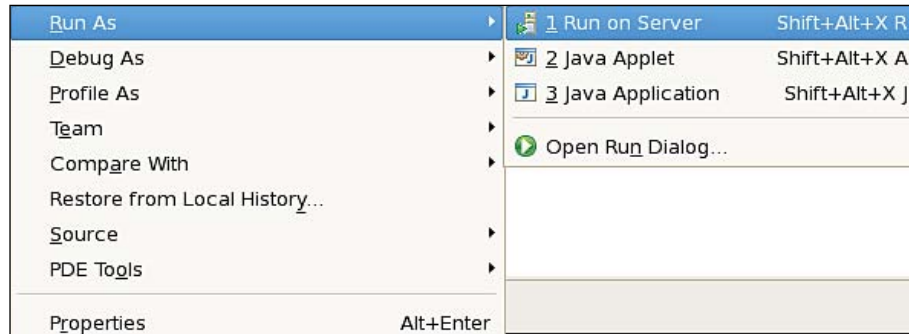 Run As
Debug As
Profile As
Team
Compare With
Restore from Local History...
Source
PDE Tools
Properties Alt+Enter
1 Run on Server Shift+Alt+X R
2 Java Applet Shift+Alt+X A
3 Java Application Shift+Alt+X J
Open Run Dialog...